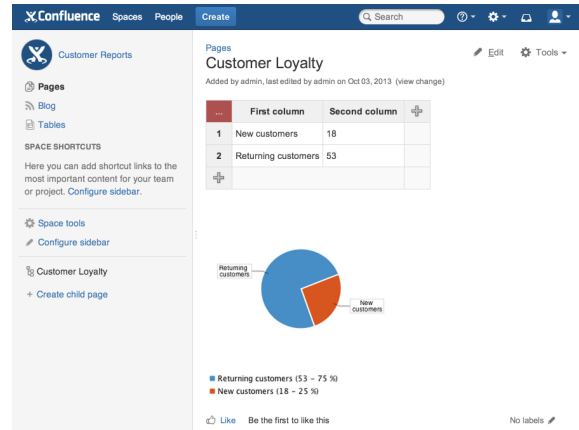 Confluence Spaces People Create Search
Customer Reports
Pages
Blog
Tables
SPACE SHORTCUTS
Here you can add shortcut links to the
most important content for your team
or project. Configure sidebar.
Space tools
Configure sidebar
Customer Loyalty
+ Create child page
Pages
Customer Loyalty
Edit Tools
Added by admin, last edited by admin on Oct 03, 2013 (view change)
... First column Second column
1 New customers 18
2 Returning customers 53
Returning
customers
New
customers
Returning customers (53 - 75 %)
New customers (18 - 25 %)
Like Be the first to like this No labels